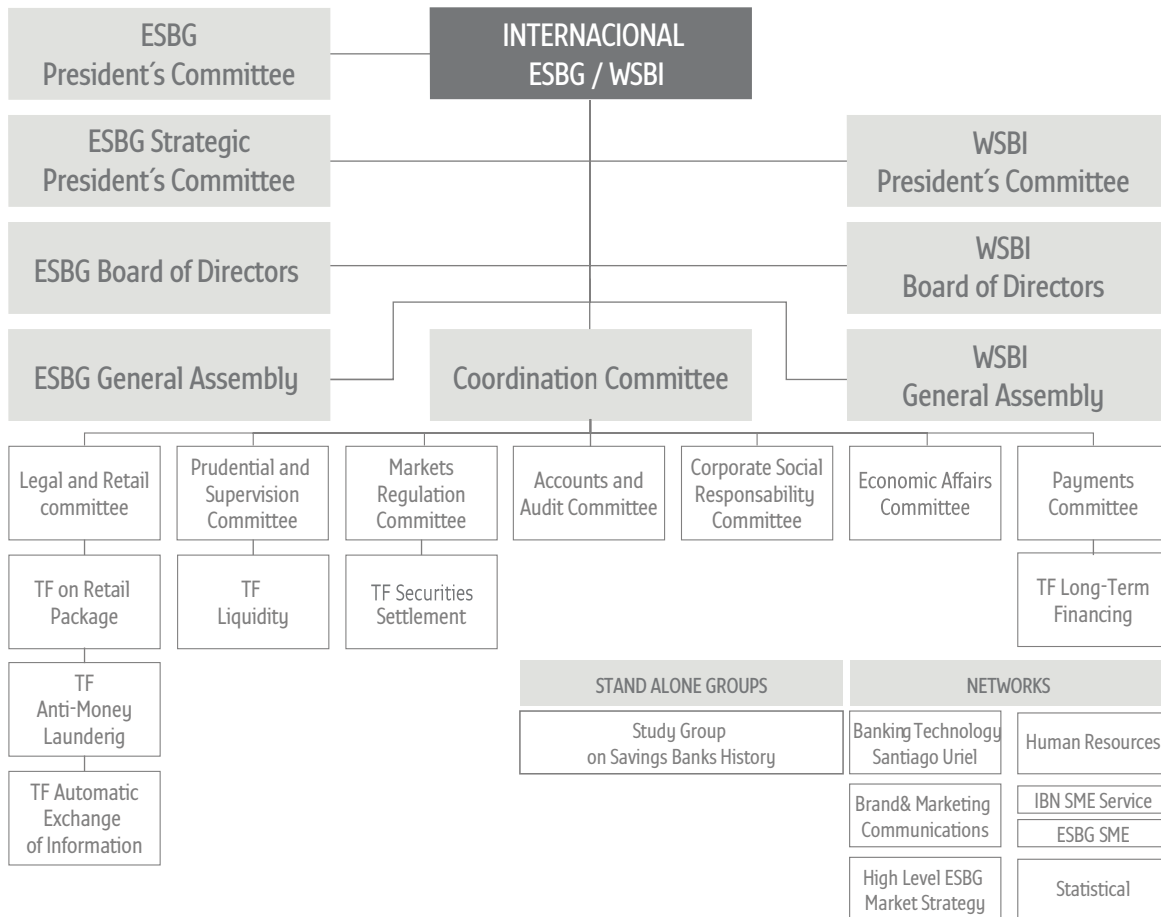 ESBG
President´s Committee
INTERNACIONAL
ESBG / WSBI
ESBG Strategic
President´s Committee
WSBI
President´s Committee
ESBG Board of Directors
WSBI
Board of Directors
ESBG General Assembly
Coordination Committee
WSBI
General Assembly
Legal and Retail
committee
Prudential and
Supervision
Committee
Markets
Regulation
Committee
Accounts and
Audit Committee
Corporate Social
Responsability
Committee
Economic Affairs
Committee
Payments
Committee
TF on Retail
Package
TF
Liquidity
TF Securities
Settlement
TF Long-Term
Financing
TF
Anti-Money
Launderig
TF Automatic
Exchange
of Information
STAND ALONE GROUPS
Study Group
on Savings Banks History
NETWORKS
Banking Technology
Santiago Uriel
Human Resources
Brand& Marketing
Communications
IBN SME Service
ESBG SME
High Level ESBG
Market Strategy
Statistical